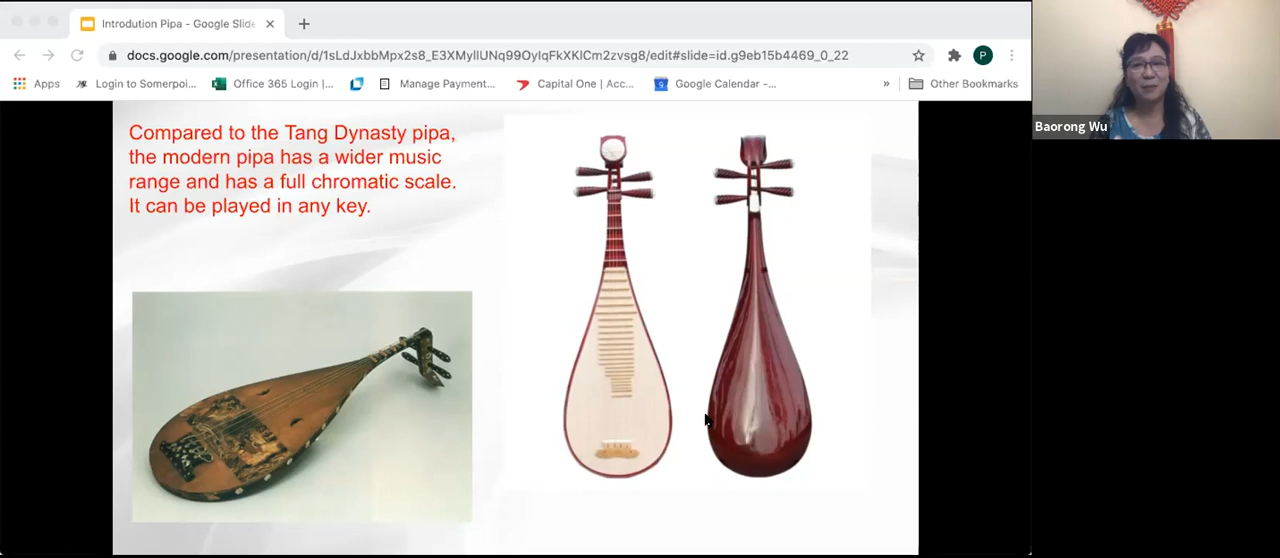 Introdution Pipa - Google Slide
docs.google.com/presentation/d/1sLdJxbbMpx2s8_E3XMyllUNq99OylqFkXKlCm2zvsg8/edit#slide=id.g9eb15b4469_0_22
P
Apps
Login to Somerpoi...
Office 365 Login |...
Manage Payment...
Capital One | Acc...
Google Calendar -...
»
Other Bookmarks
Compared to the Tang Dynasty pipa,
the modern pipa has a wider music
range and has a full chromatic scale.
It can be played in any key.
Baorong Wu